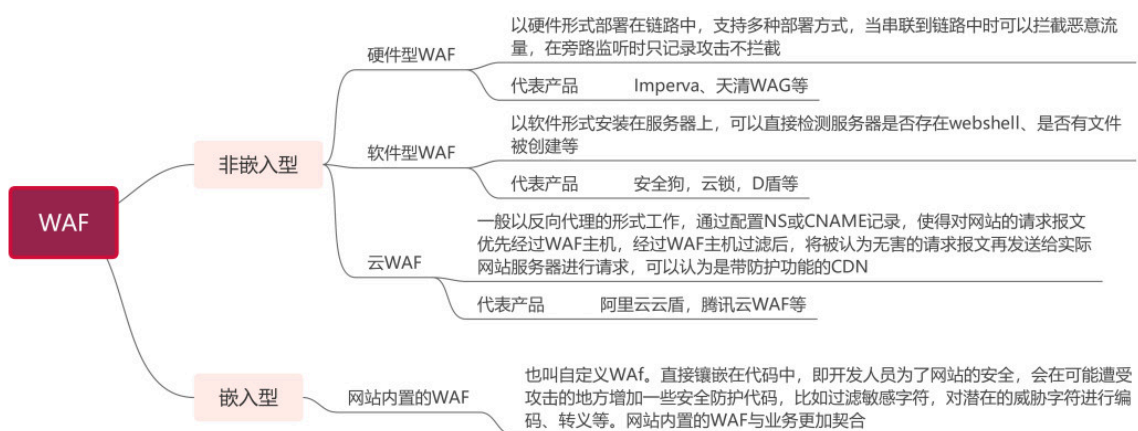 WAF
非嵌入型
硬件型WAF
以硬件形式部署在链路中，支持多种部署方式，当串联到链路中时可以拦截恶意流
量，在旁路监听时只记录攻击不拦截
代表产品 Imperva、天清WAG等
软件型WAF
以软件形式安装在服务器上，可以直接检测服务器是否存在webshell、是否有文件
被创建等
代表产品 安全狗，云锁，D盾等
云WAF
一般以反向代理的形式工作，通过配置NS或CNAME记录，使得对网站的请求报文
优先经过WAF主机，经过WAF主机过滤后，将被认为无害的请求报文再发送给实际
网站服务器进行请求，可以认为是带防护功能的CDN
代表产品 阿里云云盾，腾讯云WAF等
嵌入型
网站内置的WAF
也叫自定义WAf。直接镶嵌在代码中，即开发人员为了网站的安全，会在可能遭受
攻击的地方增加一些安全防护代码，比如过滤敏感字符，对潜在的威胁字符进行编
码、转义等。网站内置的WAF与业务更加契合